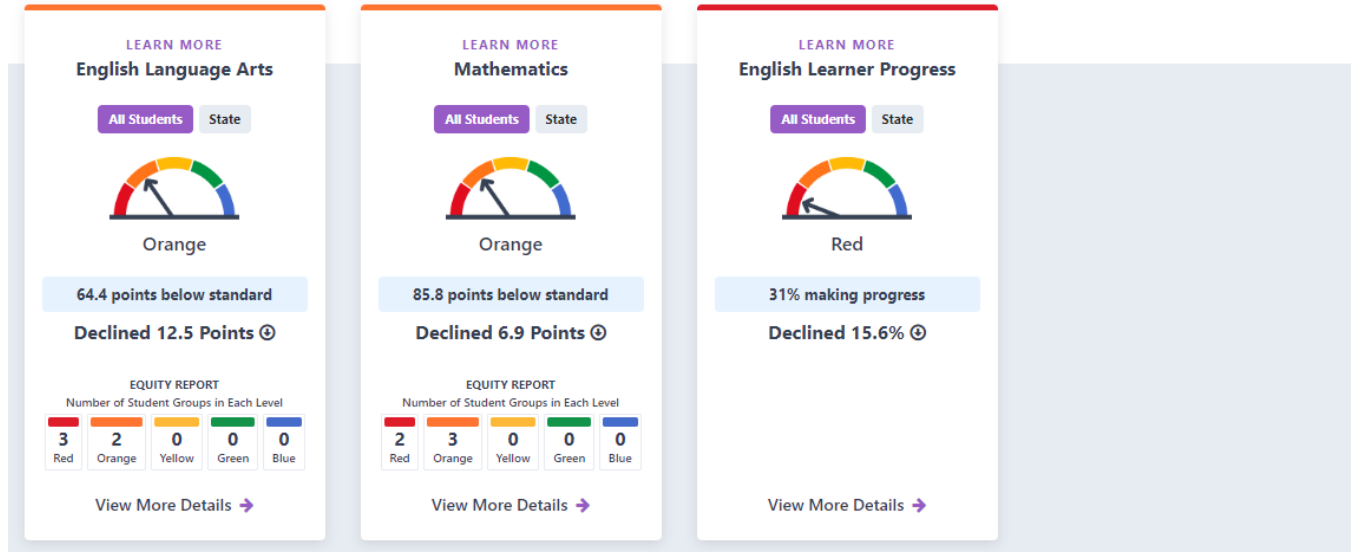 LEARN MORE
English Language Arts
All Students State
Orange
64.4 points below standard
Declined 12.5 Points
EQUITY REPORT
Number of Student Groups in Each Level
3 2 0 0 0
Red Orange Yellow Green Blue
View More Details
LEARN MORE
Mathematics
All Students State
Orange
85.8 points below standard
Declined 6.9 Points
EQUITY REPORT
Number of Student Groups in Each Level
2 3 0 0 0
Red Orange Yellow Green Blue
View More Details
LEARN MORE
English Learner Progress
All Students State
Red
31% making progress
Declined 15.6%
View More Details